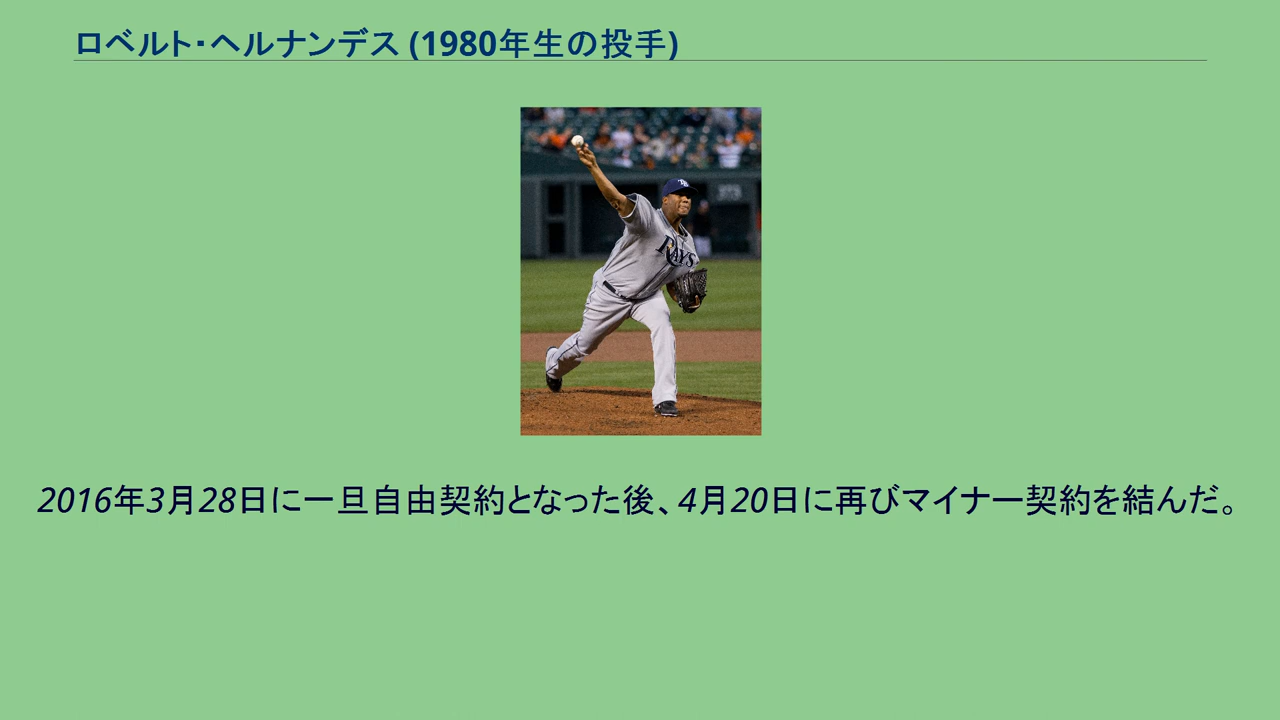 ロベルト・ヘルナンデス (1980年生の投手)
RAYS
2016年3月28日に一旦自由契約となった後、4月20日に再びマイナー契約を結んだ。